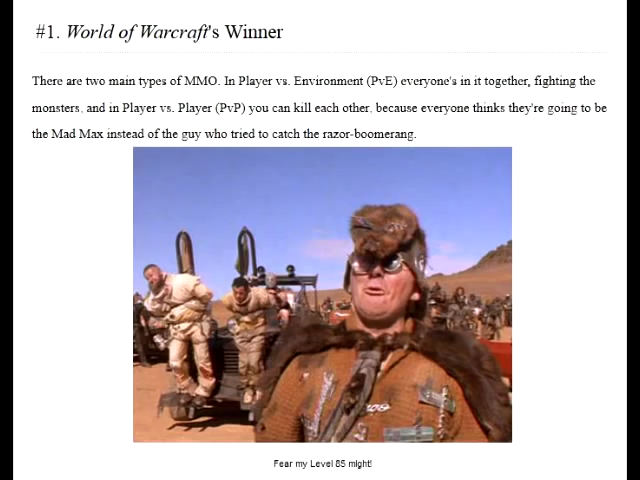 #1. World of Warcraft's Winner
There are two main types of MMO. In Player vs. Environment (PvE) everyone's in it together, fighting the
monsters, and in Player vs. Player (PvP) you can kill each other, because everyone thinks they're going to be
the Mad Max instead of the guy who tried to catch the razor-boomerang.
Fear my Level 85 might!